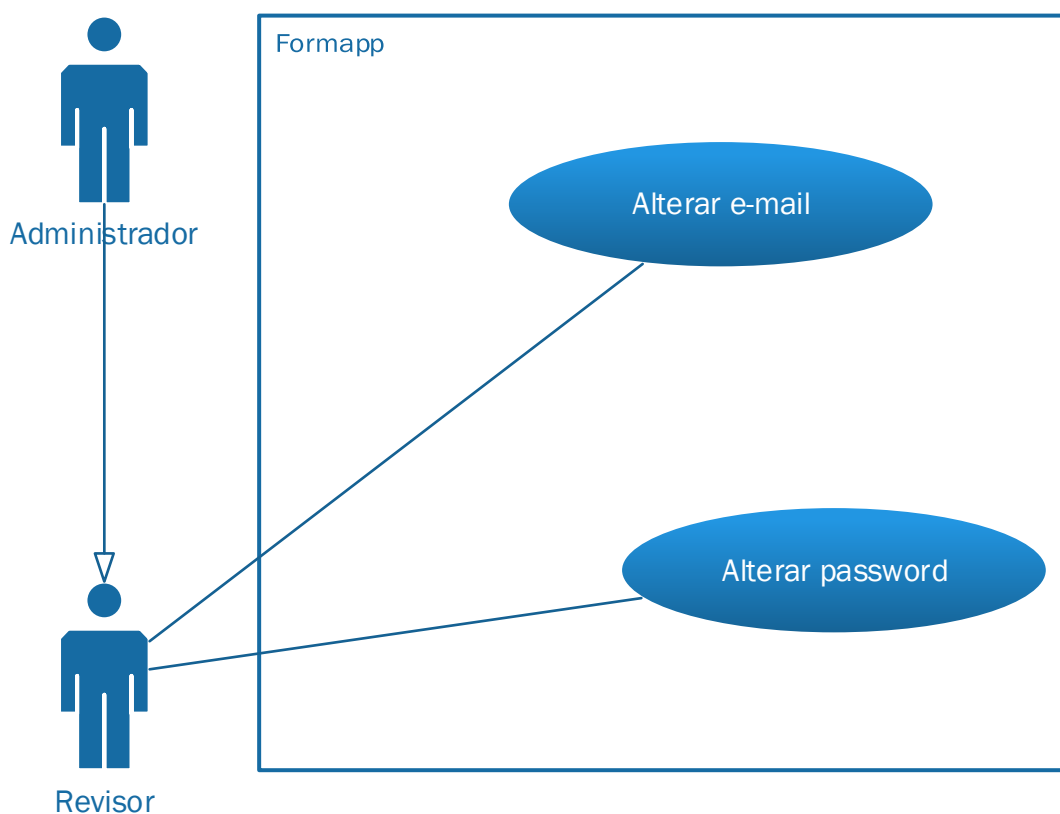 Formapp
Alterar e-mail
Administrador
Alterar password
Revisor